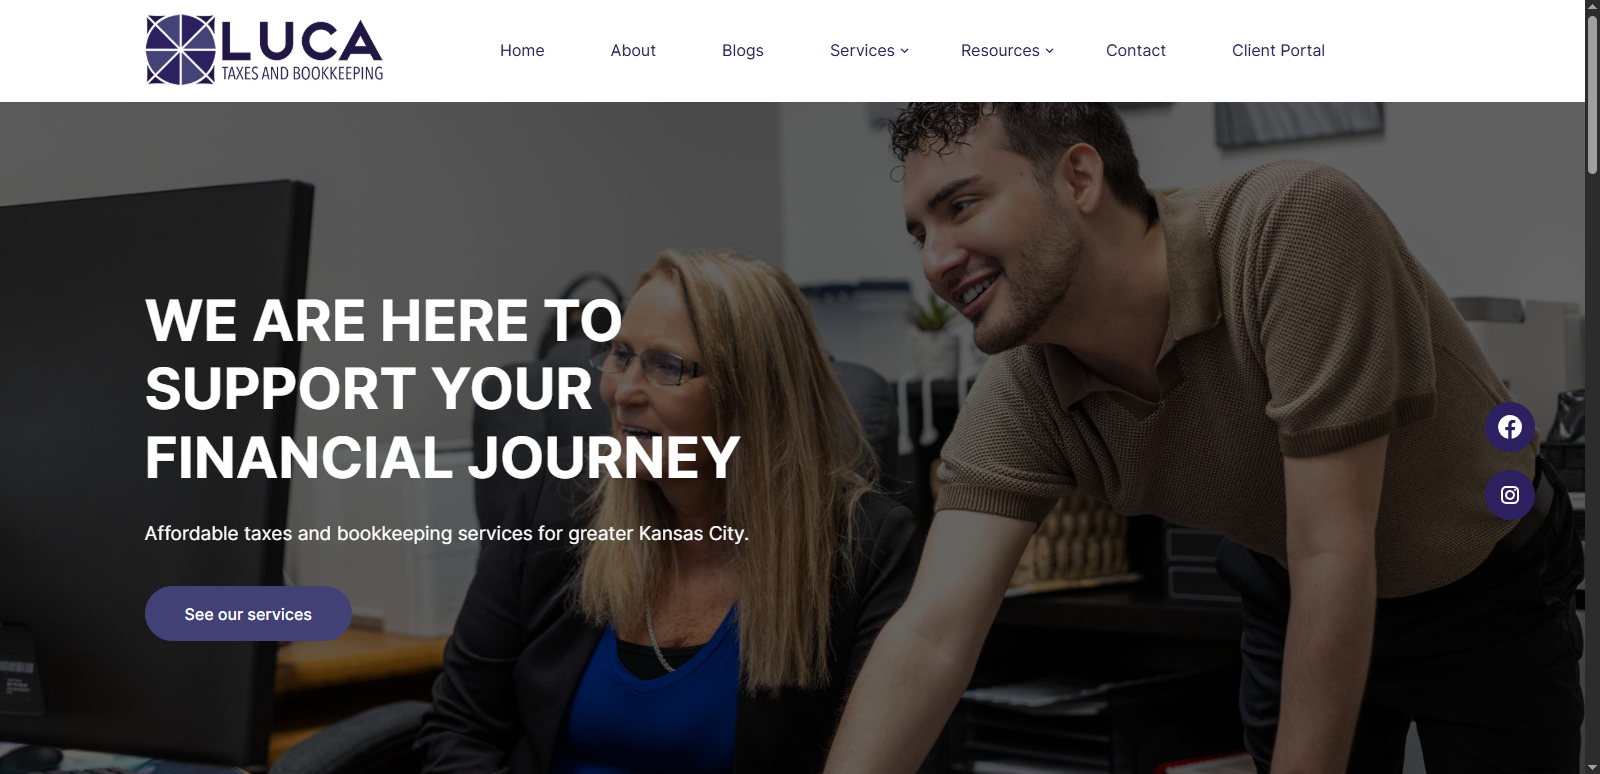 LUCA
TAXES AND BOOKKEEPING
Home
About
Blogs
Services
Resources
Contact
Client Portal
WE ARE HERE TO
SUPPORT YOUR
FINANCIAL JOURNEY
Affordable taxes and bookkeeping services for greater Kansas City.
See our services